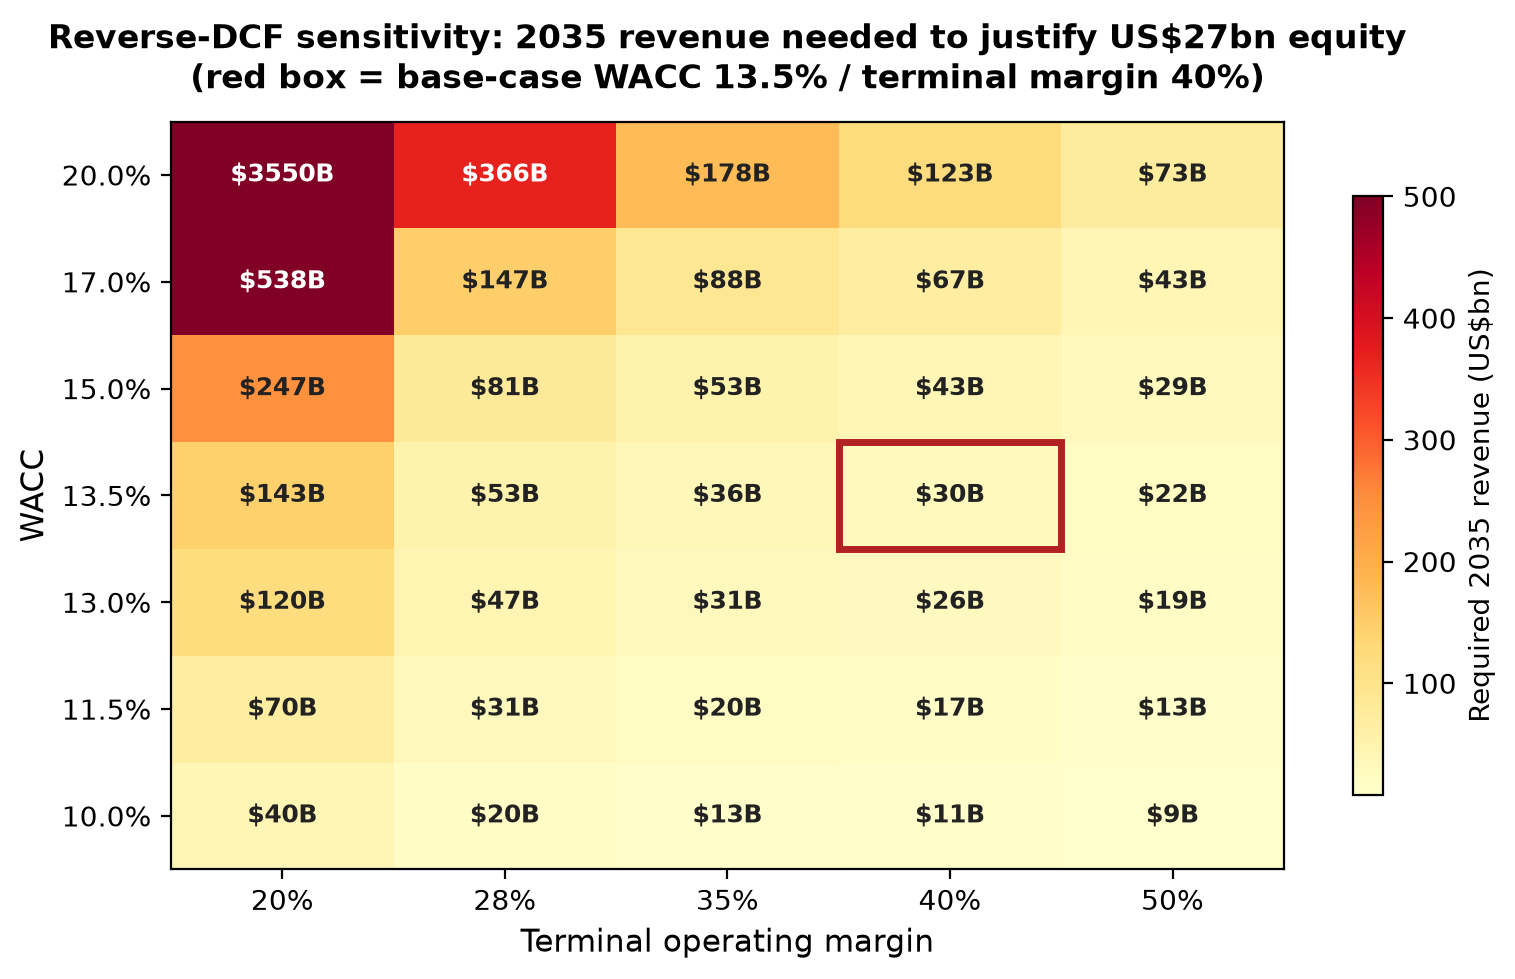 Reverse-DCF sensitivity: 2035 revenue needed to justify US$27bn equity
(red box = base-case WACC 13.5% / terminal margin 40%)
20.0% $3550B $366B $178B $123B $73B
17.0% $538B $147B $88B $67B $43B
15.0% $247B $81B $53B $43B $29B
13.5% $143B $53B $36B $30B $22B
13.0% $120B $47B $31B $26B $19B
11.5% $70B $31B $20B $17B $13B
10.0% $40B $20B $13B $11B $9B
20% 28% 35% 40% 50%
Terminal operating margin
WACC
500
400
300
200
100
Required 2035 revenue (US$bn)